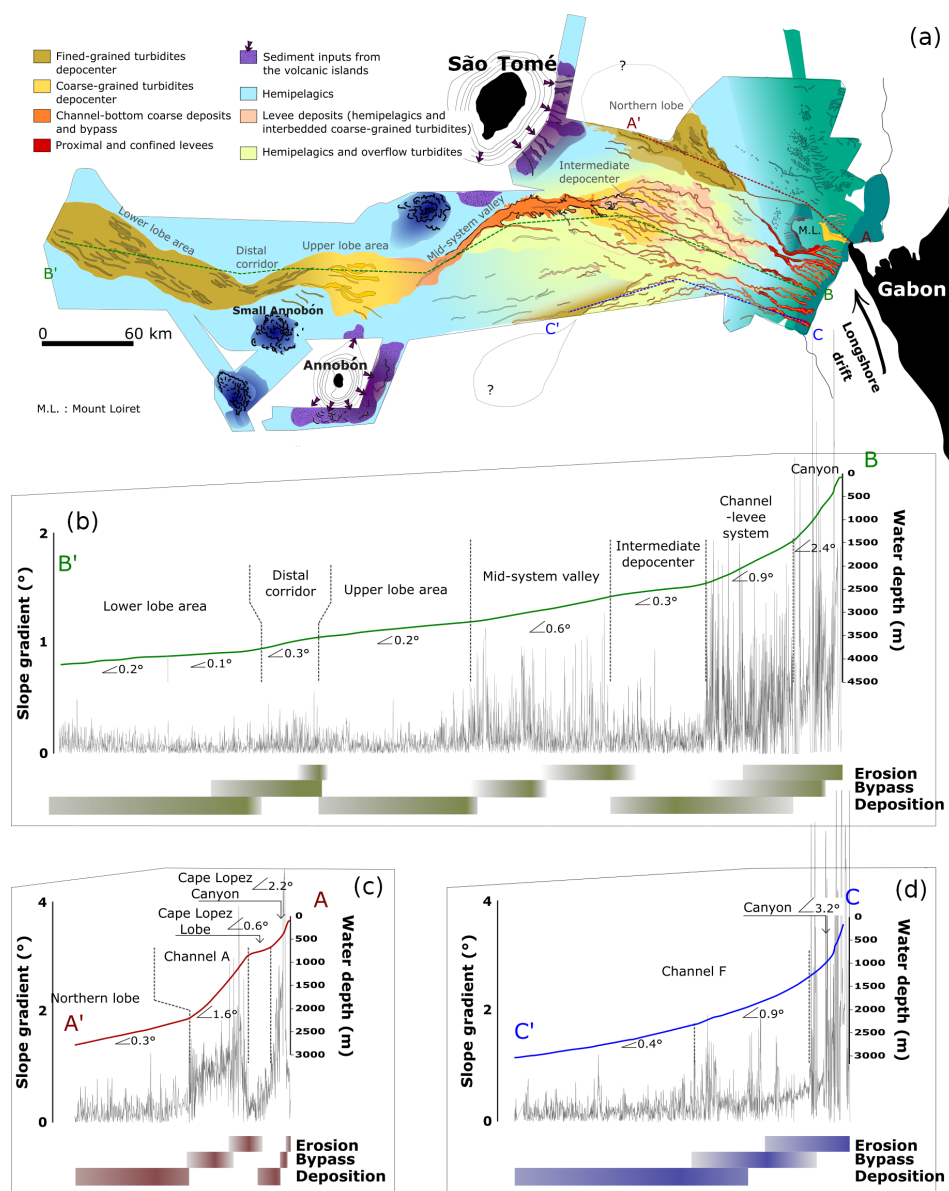 (a)
Fined-grained turbidites
depocenter
Coarse-grained turbidites
depocenter
Channel-bottom coarse deposits
and bypass
Proximal and confined levees
Sediment inputs from
the volcanic islands
Hemipelagics
Levee deposits (hemipelagics and
interbedded coarse-grained turbidites)
Hemipelagics and overflow turbidites
São Tomé
?
Northern lobe
A'
Intermediate
depocenter
Lower lobe area
Distal
corridor
Upper lobe area
Mid-system valley
M.L.
A
B'
B
Gabon
Small Annobón
C'
C
0
60 km
Annobón
?
Longshore
drift
M.L. : Mount Loiret
(b)
B
Canyon
Channel
-levee
system
B'
Distal
corridor
Intermediate
depocenter
Lower lobe area
Upper lobe area
Mid-system valley
0.2°
0.1°
0.3°
0.2°
0.6°
0.3°
0.9°
2.4°
Slope gradient (°)
2
1
0
Water depth (m)
0
500
1000
1500
2000
2500
3000
3500
4000
4500
Erosion
Bypass
Deposition
(c)
Cape Lopez
Canyon
2.2°
A
Cape Lopez
Lobe
0.6°
Channel A
Northern lobe
A'
1.6°
0.3°
Slope gradient (°)
4
2
0
Water depth (m)
0
500
1000
1500
2000
2500
3000
Erosion
Bypass
Deposition
(d)
C
Canyon
3.2°
Channel F
C'
0.9°
0.4°
Slope gradient (°)
4
2
0
Water depth (m)
0
500
1000
1500
2000
2500
3000
Erosion
Bypass
Deposition